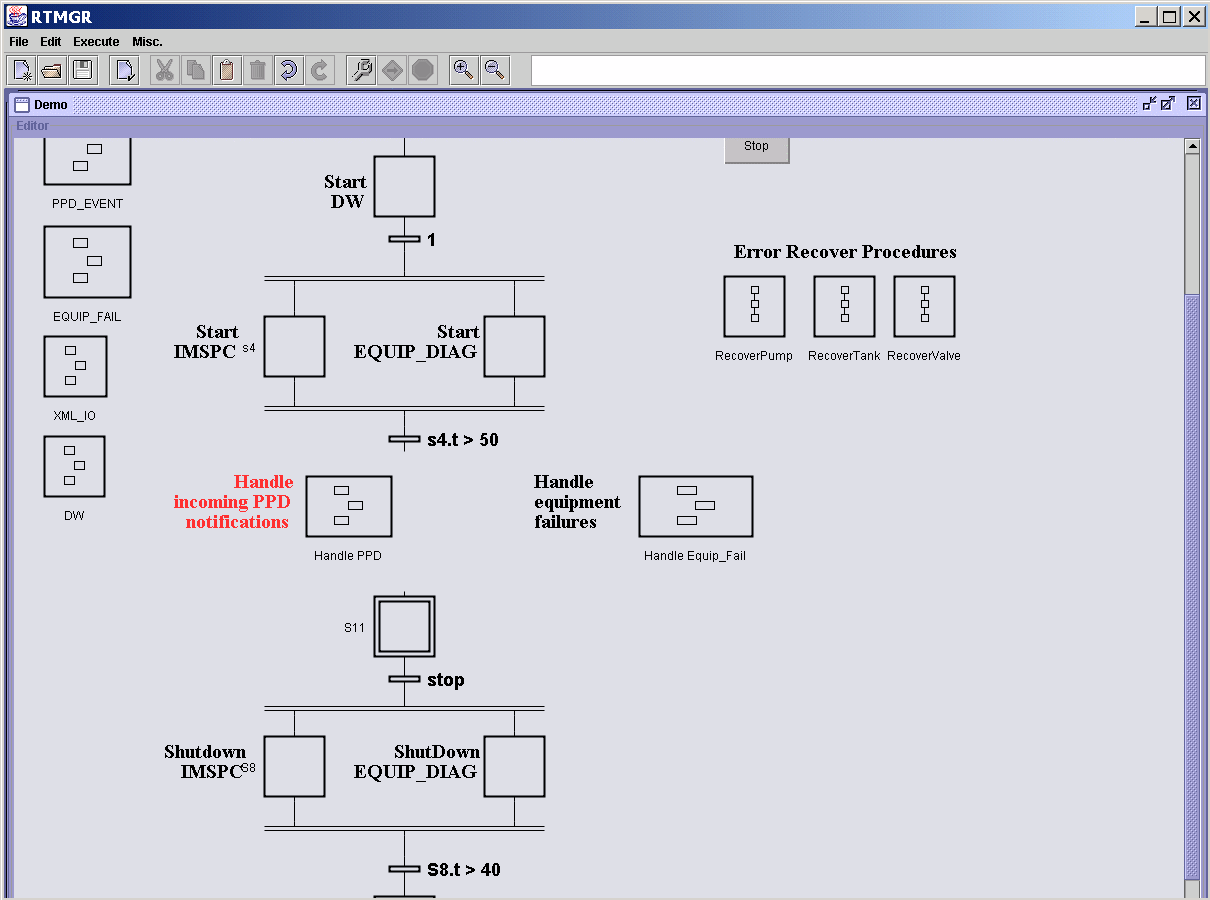 RTMGR
File Edit Execute Misc.
Demo
Editor
Stop
PPD_EVENT
Start
DW
1
EQUIP_FAIL
Error Recover Procedures
RecoverPump RecoverTank RecoverValve
Start
IMSPC s4
Start
EQUIP_DIAG
XML_IO
s4.t > 50
DW
Handle
incoming PPD
notifications
Handle PPD
Handle
equipment
failures
Handle Equip_Fail
S11
stop
Shutdown
IMSPC S8
ShutDown
EQUIP_DIAG
S8.t > 40